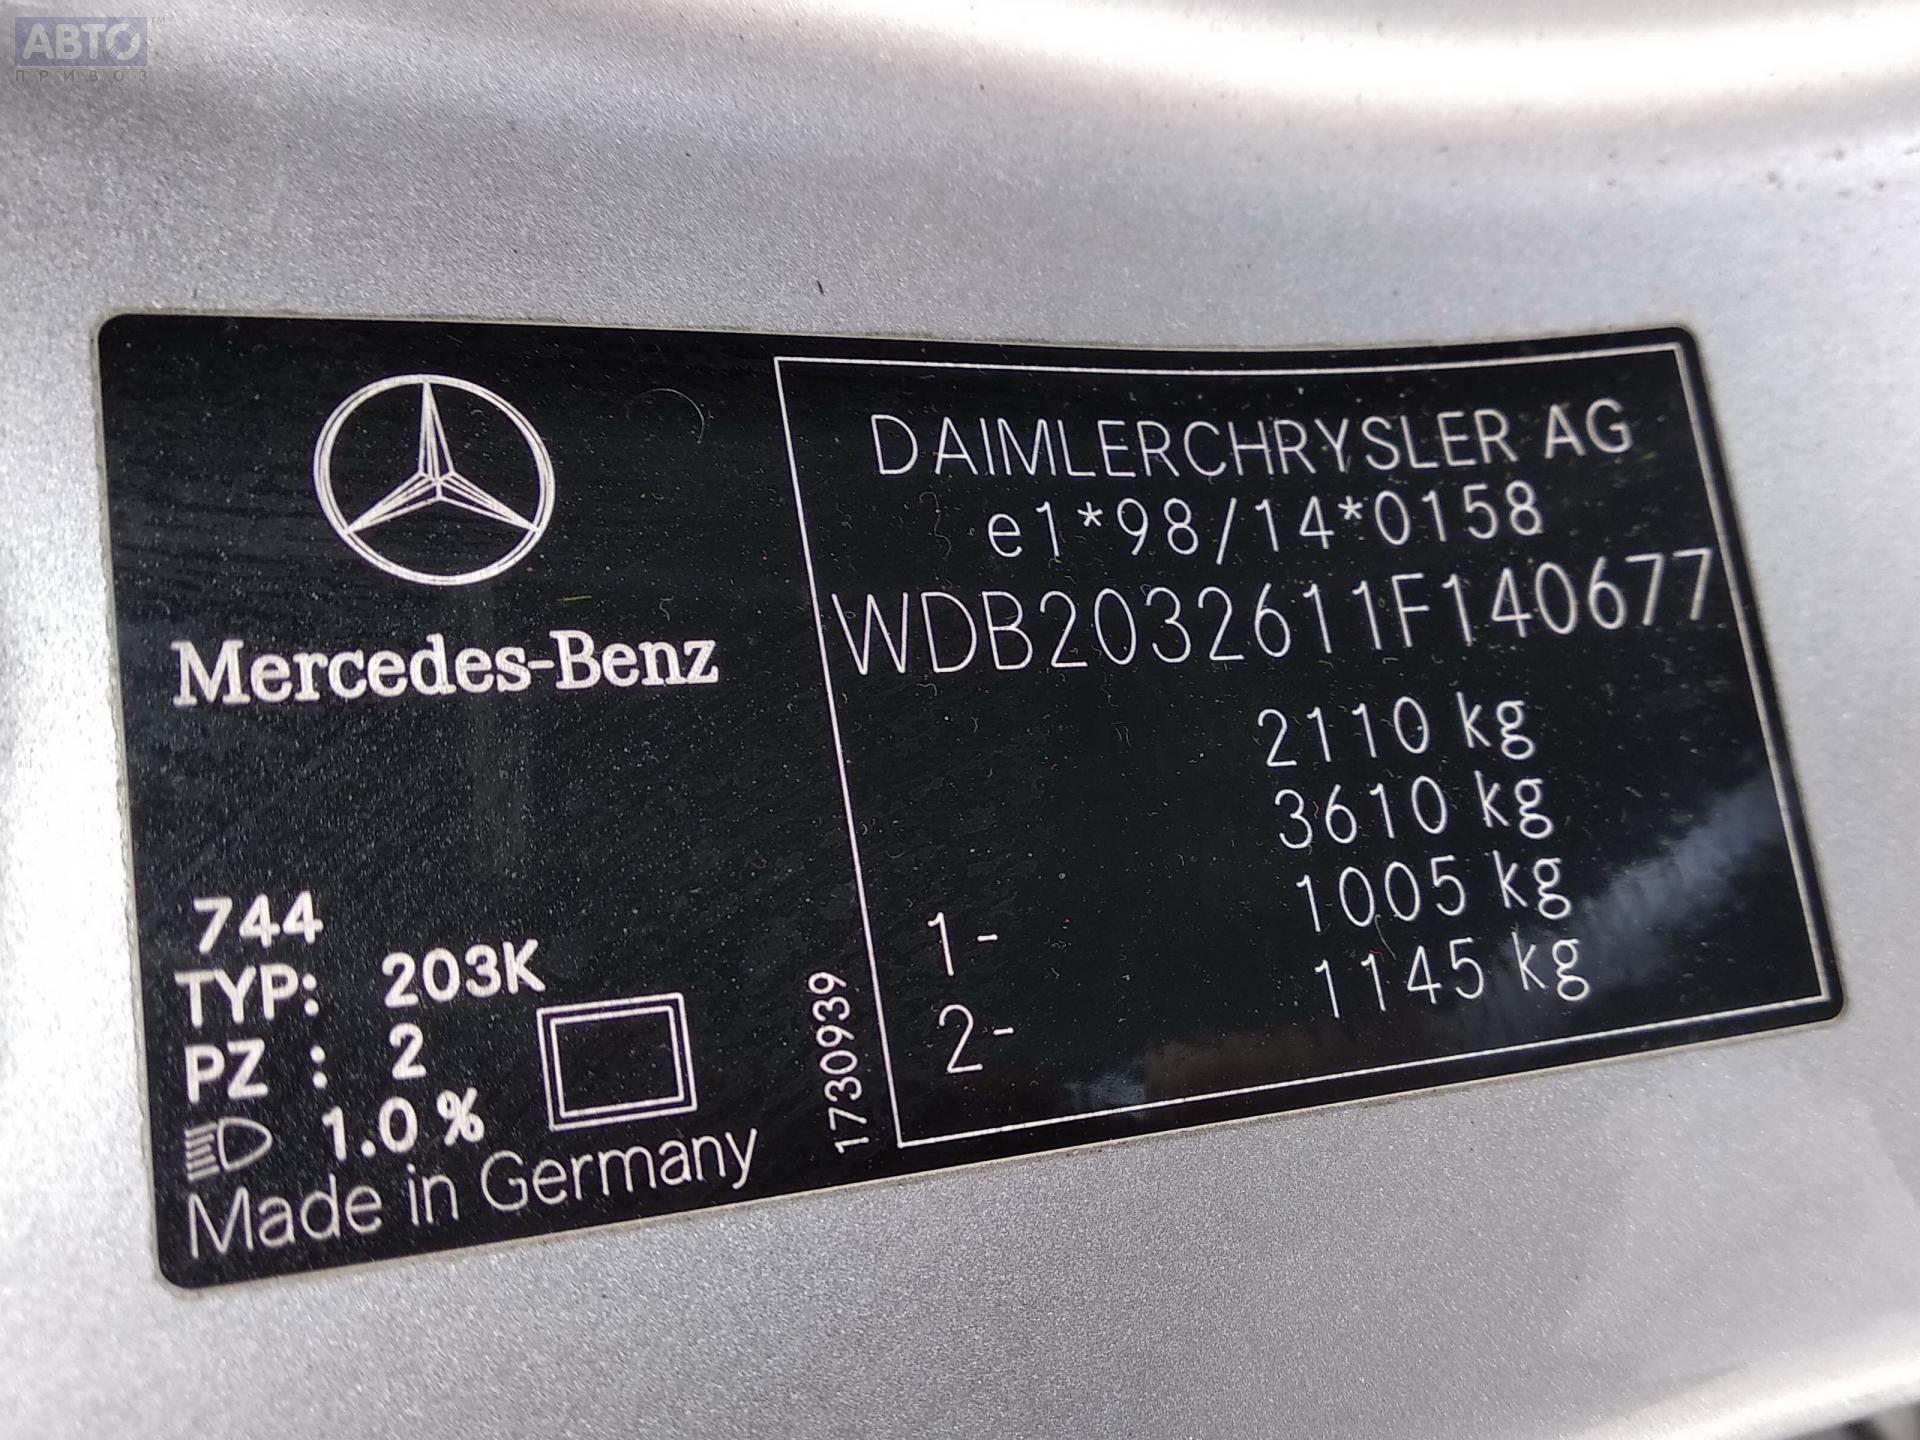 АВТО™
ПРИВОЗ
Mercedes-Benz
744
TYP: 203K
PZ : 2
1.0 %
Made in Germany
1730939
DAIMLERCHRYSLER AG
e1*98/14*0158
WDB2032611F140677
2110 kg
3610 kg
1- 1005 kg
2- 1145 kg